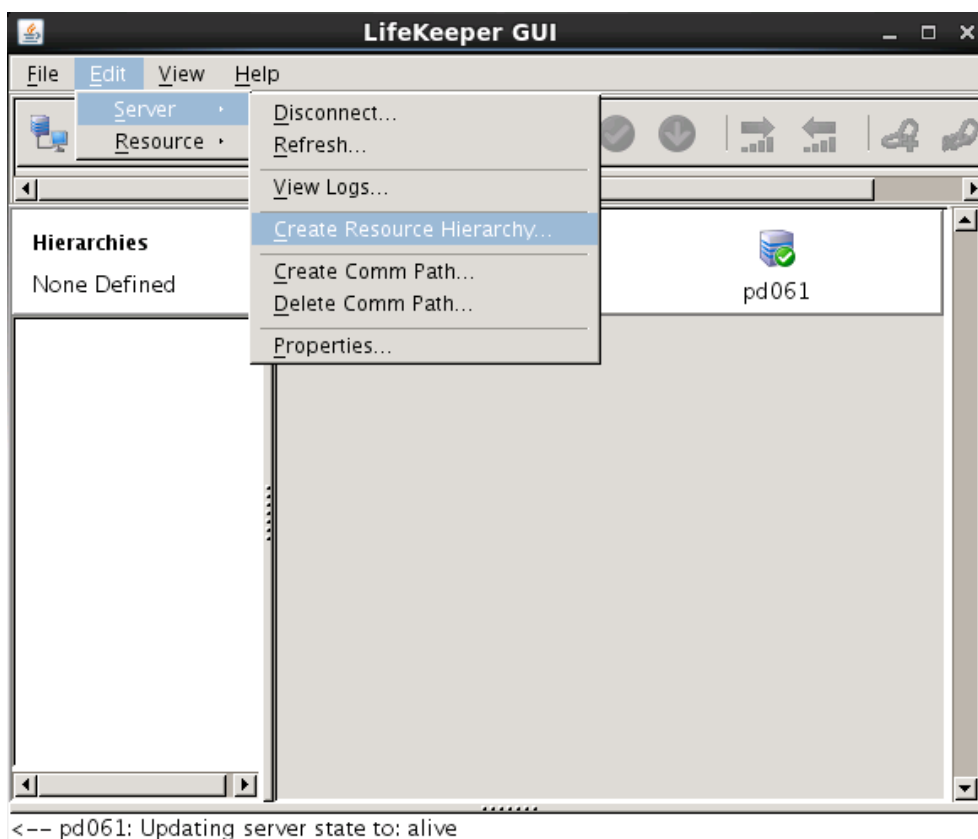 LifeKeeper GUI
File Edit View Help
Server
Resource
Disconnect...
Refresh...
View Logs...
Create Resource Hierarchy...
Create Comm Path...
Delete Comm Path...
Properties...
Hierarchies
None Defined
pd061
<-- pd061: Updating server state to: alive